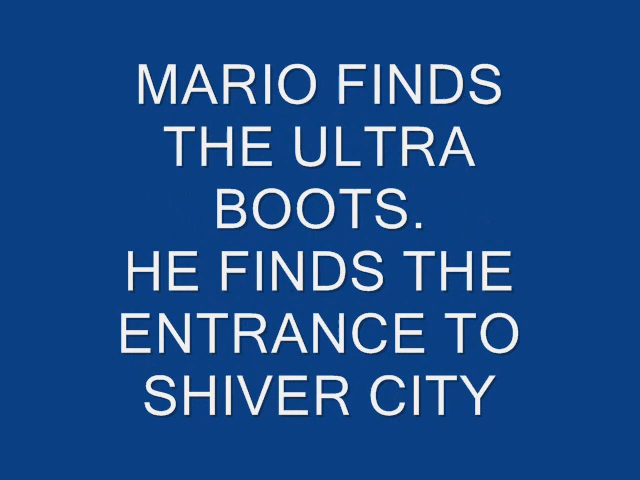 MARIO FINDS
THE ULTRA
BOOTS.
HE FINDS THE
ENTRANCE TO
SHIVER CITY